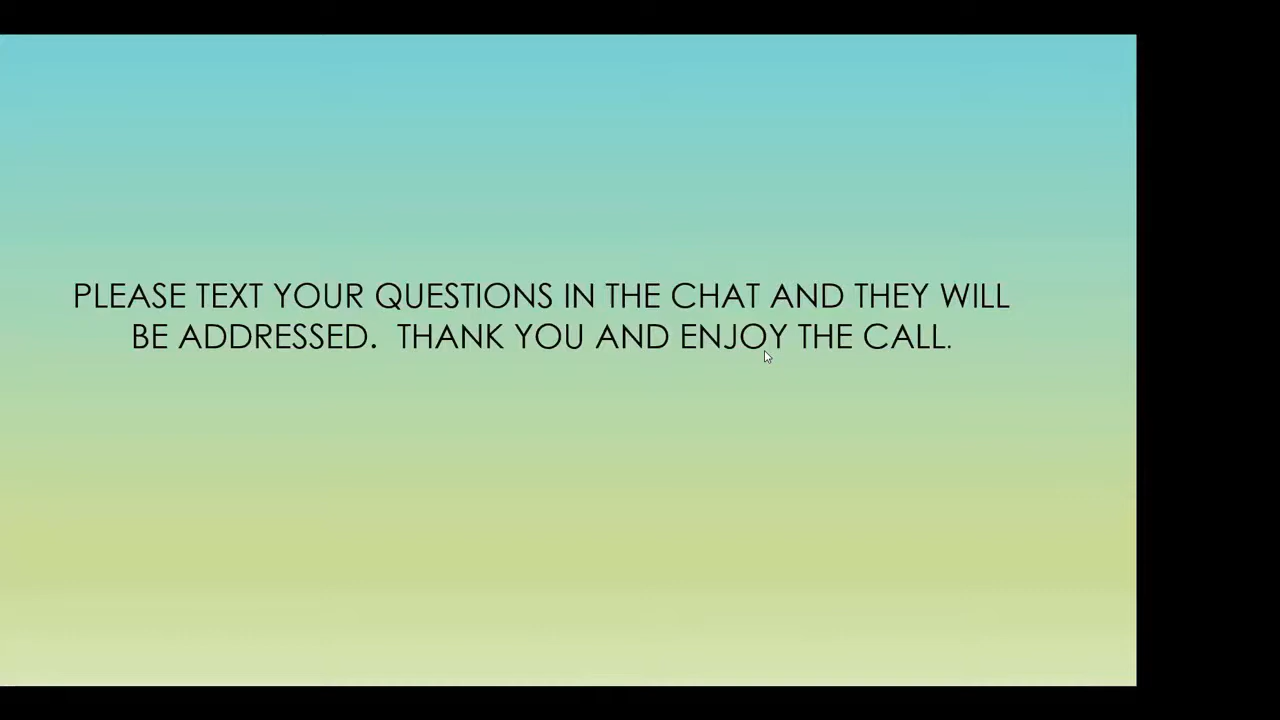 PLEASE TEXT YOUR QUESTIONS IN THE CHAT AND THEY WILL
BE ADDRESSED.  THANK YOU AND ENJOY THE CALL.